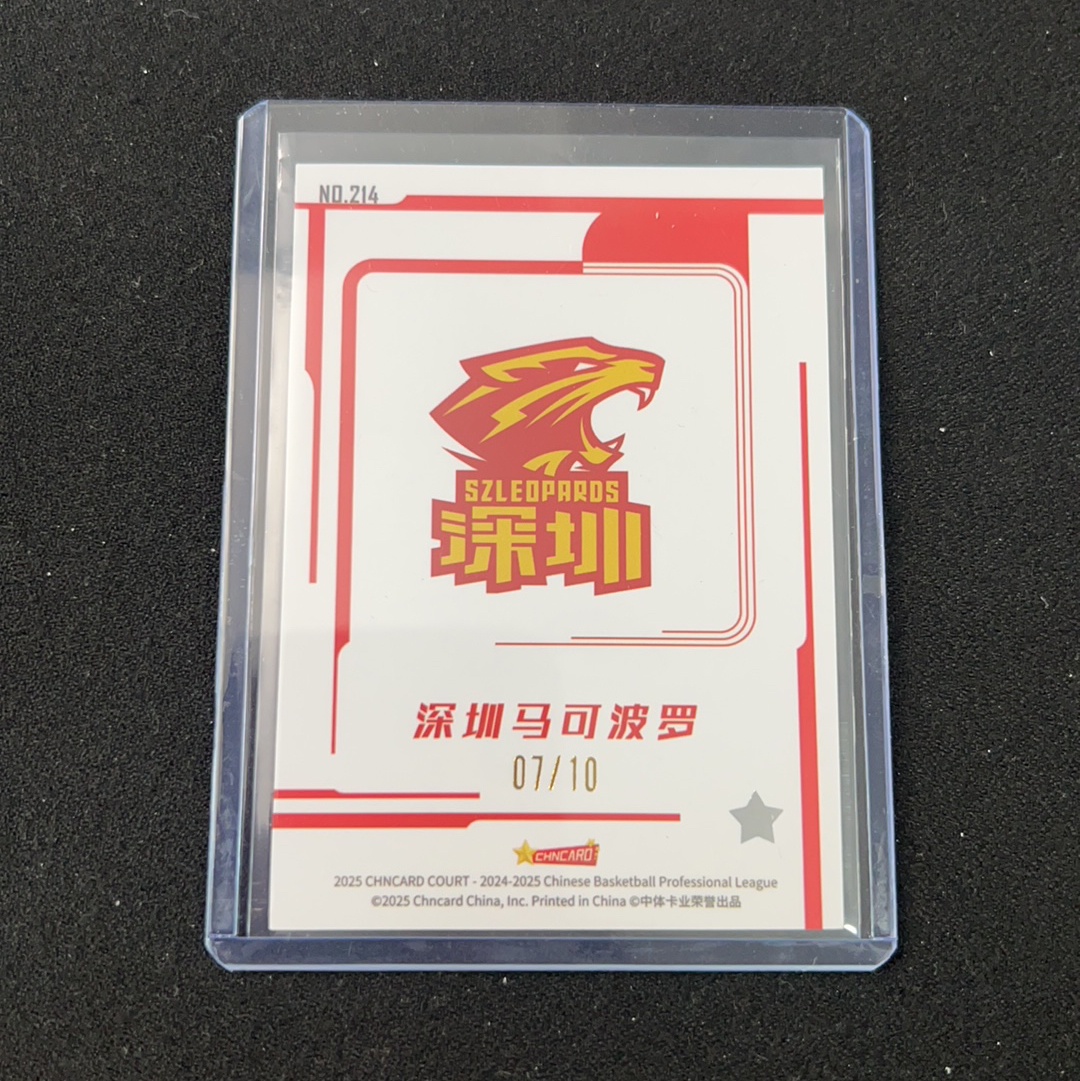 NO.214
SZLEOPARDS
深圳
深圳马可波罗
07/10
CHNCARD
2025 CHNCARD COURT - 2024-2025 Chinese Basketball Professional League
©2025 Chncard China, Inc. Printed in China ©中体卡业荣誉出品